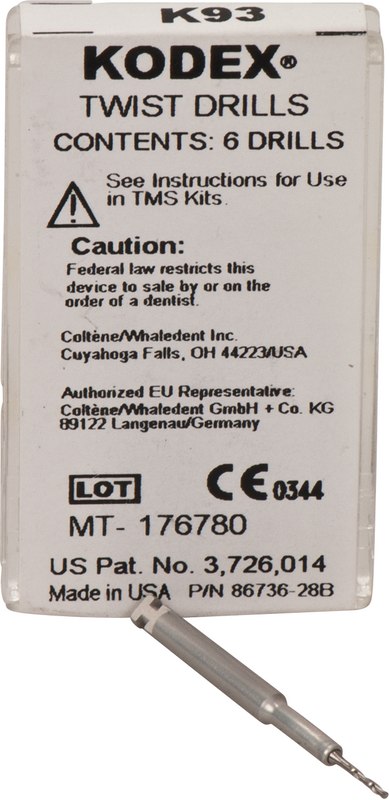 K93
KODEX®
TWIST DRILLS
CONTENTS: 6 DRILLS
See Instructions for Use
in TMS Kits.
Caution:
Federal law restricts this
device to sale by or on the
order of a dentist.
Coltène/Whaledent Inc.
Cuyahoga Falls, OH 44223/USA
Authorized EU Representative:
Coltène/Whaledent GmbH + Co. KG
89122 Langenau/Germany
LOT CE 0344
MT- 176780
US Pat. No. 3,726,014
Made in USA P/N 86736-28B